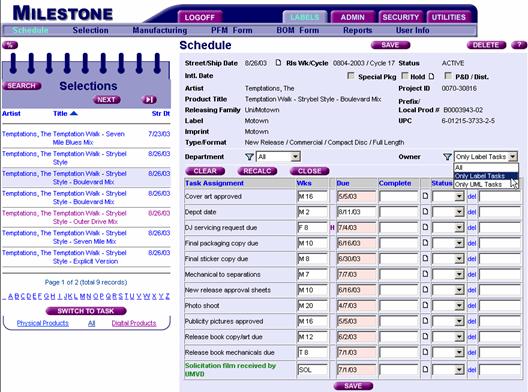 MILESTONE
LOGOFF LABELS ADMIN SECURITY UTILITIES
Schedule Selection Manufacturing PFM Form BOM Form Reports User Info
% Schedule SAVE DELETE ?
Street/Ship Date 8/26/03 Rls Wk/Cycle 0804-2003 / Cycle 17 Status ACTIVE
Intl. Date Special Pkg Hold P&D / Dist.
Artist Temptations, The Project ID 0070-30816
Product Title Temptation Walk - Strybel Style - Boulevard Mix Prefix/
Releasing Family Uni/Motown Local Prod # B0003943-02
Label Motown UPC 6-01215-3733-2-5
Imprint Motown
Type/Format New Release / Commercial / Compact Disc / Full Length
Department All Owner Only Label Tasks
All
Only Label Tasks
Only UML Tasks
CLEAR RECALC CLOSE
Task Assignment Wks Due Complete Status
Cover art approved M 16 5/5/03 del
Depot date M 2 8/11/03 del
DJ servicing request due F 8 H 7/4/03 del
Final packaging copy due M 10 6/16/03 del
Final sticker copy due M 8 6/30/03 del
Mechanical to separations M 7 7/7/03 del
New release approval sheets M 10 6/16/03 del
Photo shoot M 20 4/7/03 del
Publicity pictures approved M 16 5/5/03 del
Release book copy/art due M 12 6/2/03 del
Release book mechanicals due T 8 7/1/03 del
Solicitation film received by UMVD SOL 7/1/03 del
SAVE
SEARCH Selections
NEXT
Artist Title Str Dt
Temptations, The Temptation Walk - Seven 7/23/03
Mile Blues Mix
Temptations, The Temptation Walk - Strybel 8/26/03
Style - Boulevard Mix
Temptations, The Temptation Walk - Strybel 8/26/03
Style - Boulevard Mix
Temptations, The Temptation Walk - Strybel 8/26/03
Style - Outer Drive Mix
Temptations, The Temptation Walk - Strybel 8/26/03
Style - Seven Mile Mix
Temptations, The Temptation Walk - Strybel 8/26/03
Style - Explicit Version
Page 1 of 2 (total 9 records)
A B C D E F G H I J K L M N O P Q R S T U V W X Y Z
SWITCH TO TASK
Physical Products All Digital Products